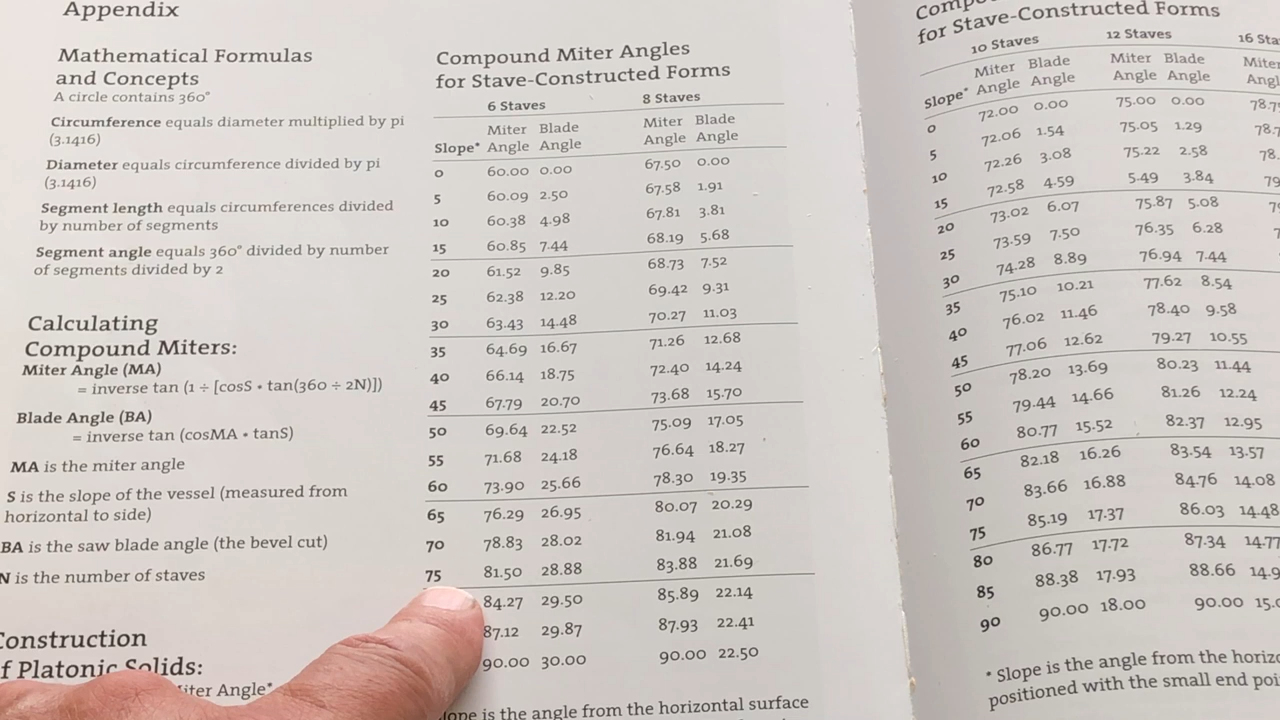 Appendix
Mathematical Formulas
and Concepts
A circle contains 360°
Circumference equals diameter multiplied by pi
(3.1416)
Diameter equals circumference divided by pi
(3.1416)
Segment length equals circumferences divided
by number of segments
Segment angle equals 360° divided by number
of segments divided by 2
Calculating
Compound Miters:
Miter Angle (MA)
= inverse tan (1 ÷ [cosS • tan(360 ÷ 2N)])
Blade Angle (BA)
= inverse tan (cosMA • tanS)
MA is the miter angle
S is the slope of the vessel (measured from
horizontal to side)
BA is the saw blade angle (the bevel cut)
N is the number of staves
Construction
f Platonic Solids:
iter Angle*
Compound Miter Angles
for Stave-Constructed Forms
6 Staves 8 Staves
Miter Blade Miter Blade
Slope* Angle Angle Angle Angle
0 60.00 0.00 67.50 0.00
5 60.09 2.50 67.58 1.91
10 60.38 4.98 67.81 3.81
15 60.85 7.44 68.19 5.68
20 61.52 9.85 68.73 7.52
25 62.38 12.20 69.42 9.31
30 63.43 14.48 70.27 11.03
35 64.69 16.67 71.26 12.68
40 66.14 18.75 72.40 14.24
45 67.79 20.70 73.68 15.70
50 69.64 22.52 75.09 17.05
55 71.68 24.18 76.64 18.27
60 73.90 25.66 78.30 19.35
65 76.29 26.95 80.07 20.29
70 78.83 28.02 81.94 21.08
75 81.50 28.88 83.88 21.69
84.27 29.50 85.89 22.14
87.12 29.87 87.93 22.41
90.00 30.00 90.00 22.50
lope is the angle from the horizontal surface
Compo
for Stave-Constructed Forms
10 Staves 12 Staves 16 Sta
Miter Blade Miter Blade Miter
Slope* Angle Angle Angle Angle Angl
0 72.00 0.00 75.00 0.00 78.7
5 72.06 1.54 75.05 1.29 78.7
10 72.26 3.08 75.22 2.58 78.
15 72.58 4.59 5.49 3.84 79
20 73.02 6.07 75.87 5.08 79
25 73.59 7.50 76.35 6.28 7
30 74.28 8.89 76.94 7.44
35 75.10 10.21 77.62 8.54
40 76.02 11.46 78.40 9.58
45 77.06 12.62 79.27 10.55
50 78.20 13.69 80.23 11.44
55 79.44 14.66 81.26 12.24
60 80.77 15.52 82.37 12.95
65 82.18 16.26 83.54 13.57
70 83.66 16.88 84.76 14.08
75 85.19 17.37 86.03 14.48
80 86.77 17.72 87.34 14.77
85 88.38 17.93 88.66 14.9
90 90.00 18.00 90.00 15.0
* Slope is the angle from the horizo
positioned with the small end poi